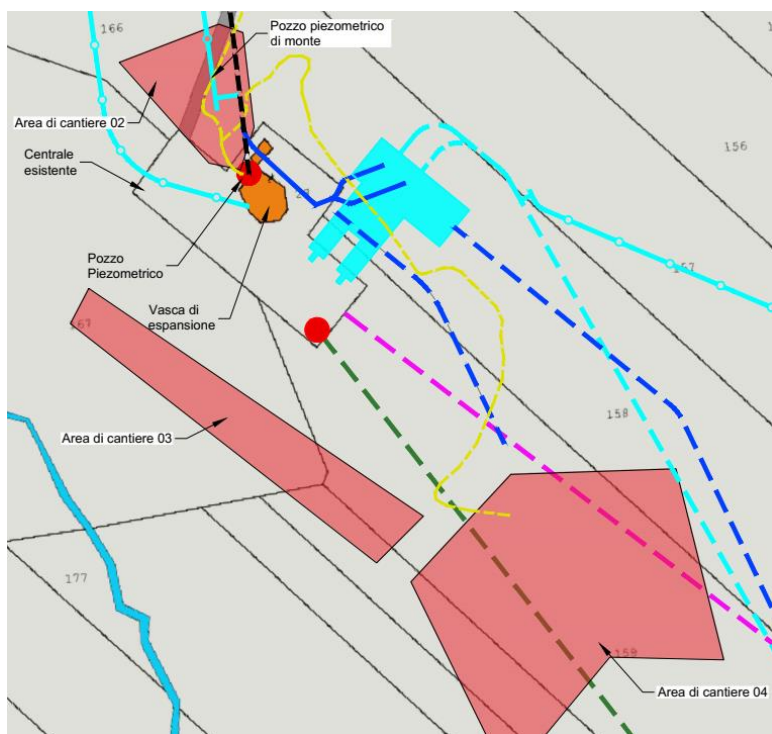 166
Pozzo piezometrico
di monte
Area di cantiere 02
Centrale
esistente
156
157
Pozzo
Piezometrico
Vasca di
espansione
167
158
Area di cantiere 03
177
159
Area di cantiere 04